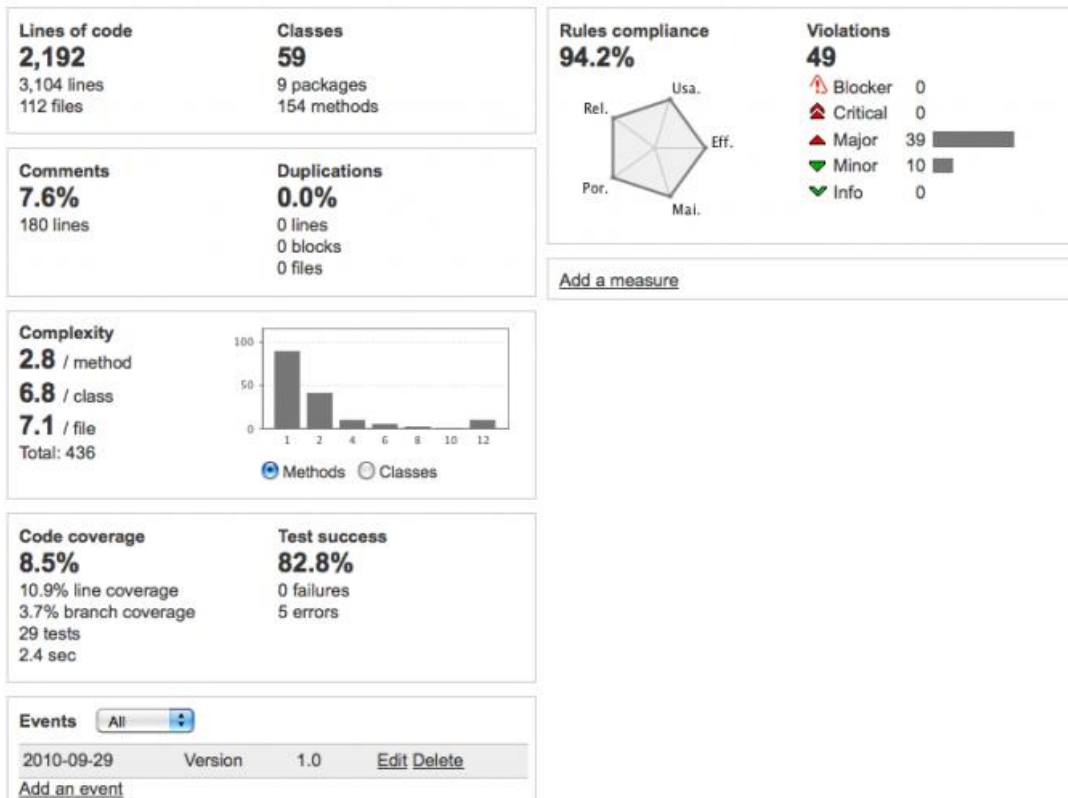 Lines of code
2,192
3,104 lines
112 files
Classes
59
9 packages
154 methods
Comments
7.6%
180 lines
Duplications
0.0%
0 lines
0 blocks
0 files
Complexity
2.8 / method
6.8 / class
7.1 / file
Total: 436
100
50
0
1 2 4 6 8 10 12
Methods Classes
Code coverage
8.5%
10.9% line coverage
3.7% branch coverage
29 tests
2.4 sec
Test success
82.8%
0 failures
5 errors
Events All
2010-09-29 Version 1.0 Edit Delete
Add an event
Rules compliance
94.2%
Usa.
Rel.
Eff.
Por.
Mai.
Violations
49
Blocker 0
Critical 0
Major 39
Minor 10
Info 0
Add a measure